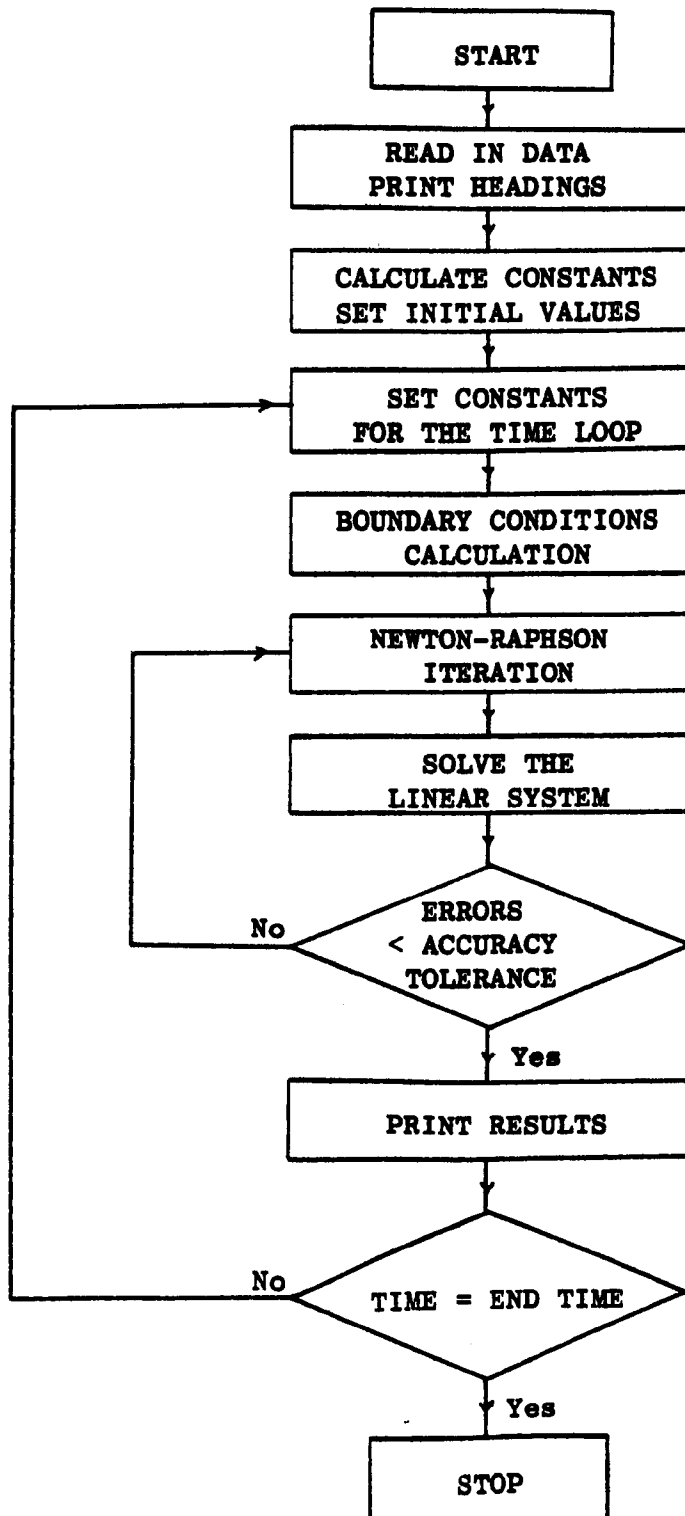 START
READ IN DATA
PRINT HEADINGS
CALCULATE CONSTANTS
SET INITIAL VALUES
SET CONSTANTS
FOR THE TIME LOOP
BOUNDARY CONDITIONS
CALCULATION
NEWTON-RAPHSON
ITERATION
SOLVE THE
LINEAR SYSTEM
No
ERRORS
< ACCURACY
TOLERANCE
Yes
PRINT RESULTS
No
TIME = END TIME
Yes
STOP